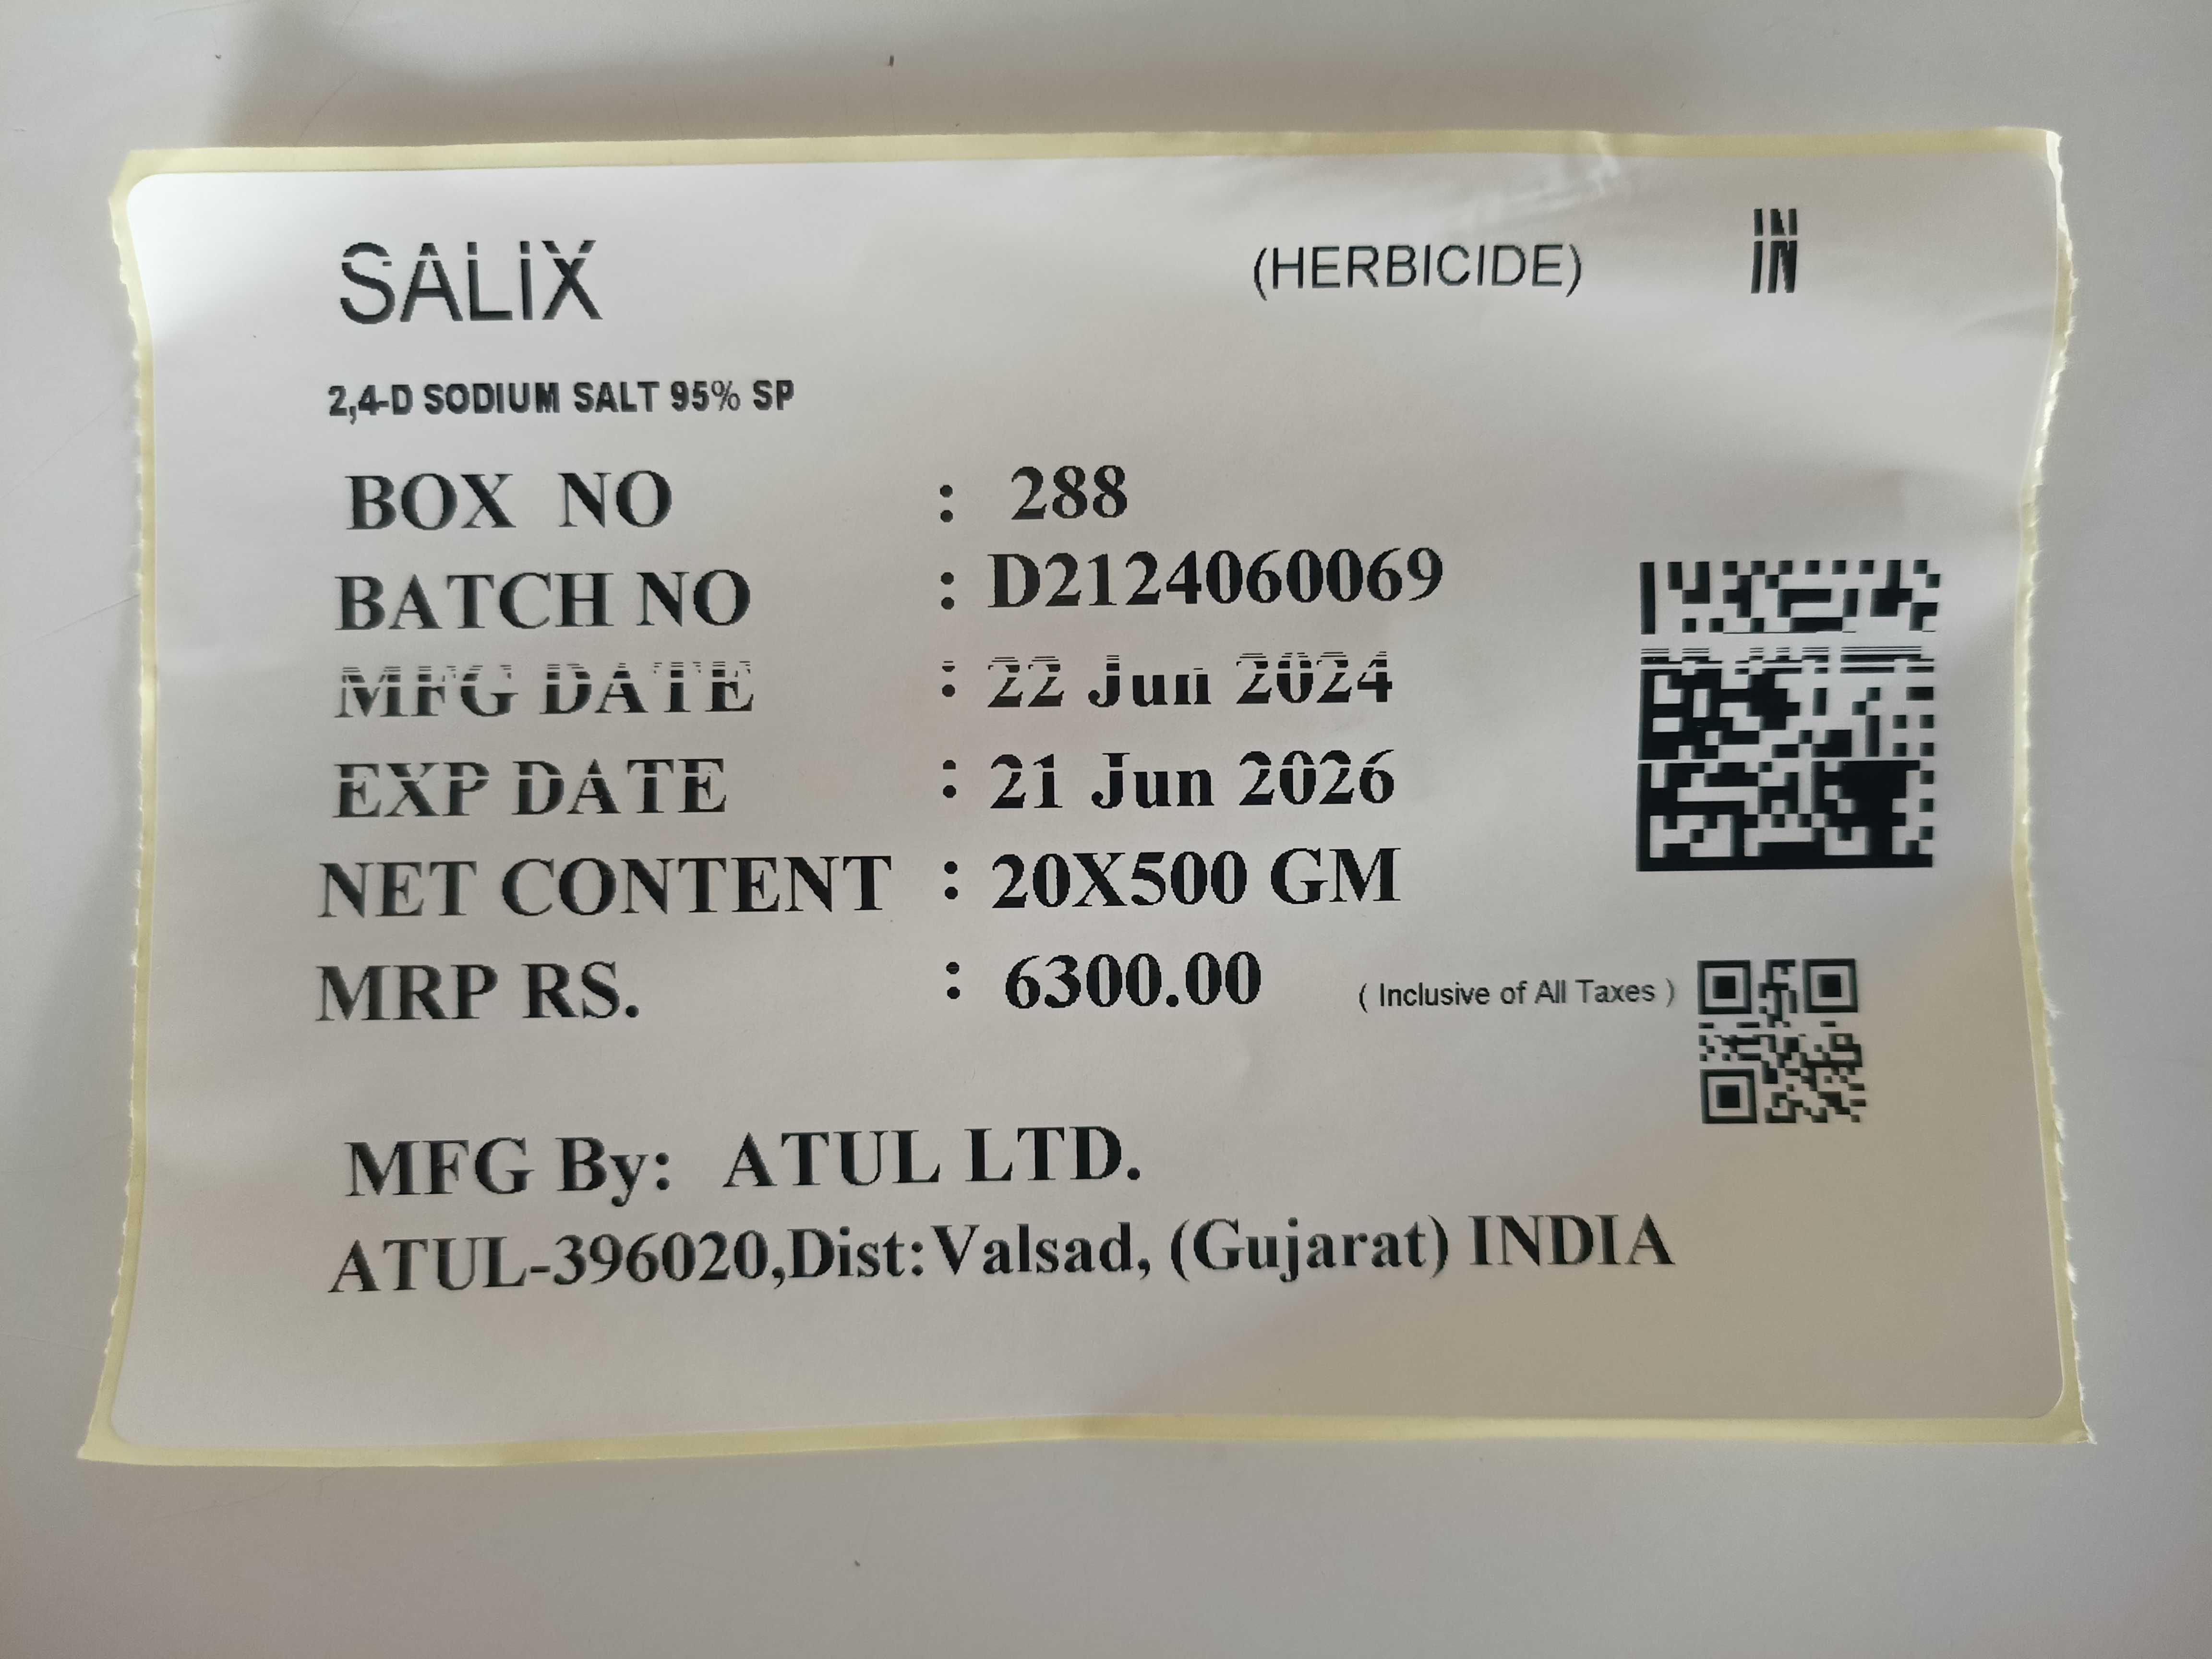 SALIX (HERBICIDE) IN
2,4-D SODIUM SALT 95% SP
BOX NO : 288
BATCH NO : D2124060069
MFG DATE : 22 Jun 2024
EXP DATE : 21 Jun 2026
NET CONTENT : 20X500 GM
MRP RS. : 6300.00 ( Inclusive of All Taxes )
MFG By: ATUL LTD.
ATUL-396020,Dist:Valsad, (Gujarat) INDIA